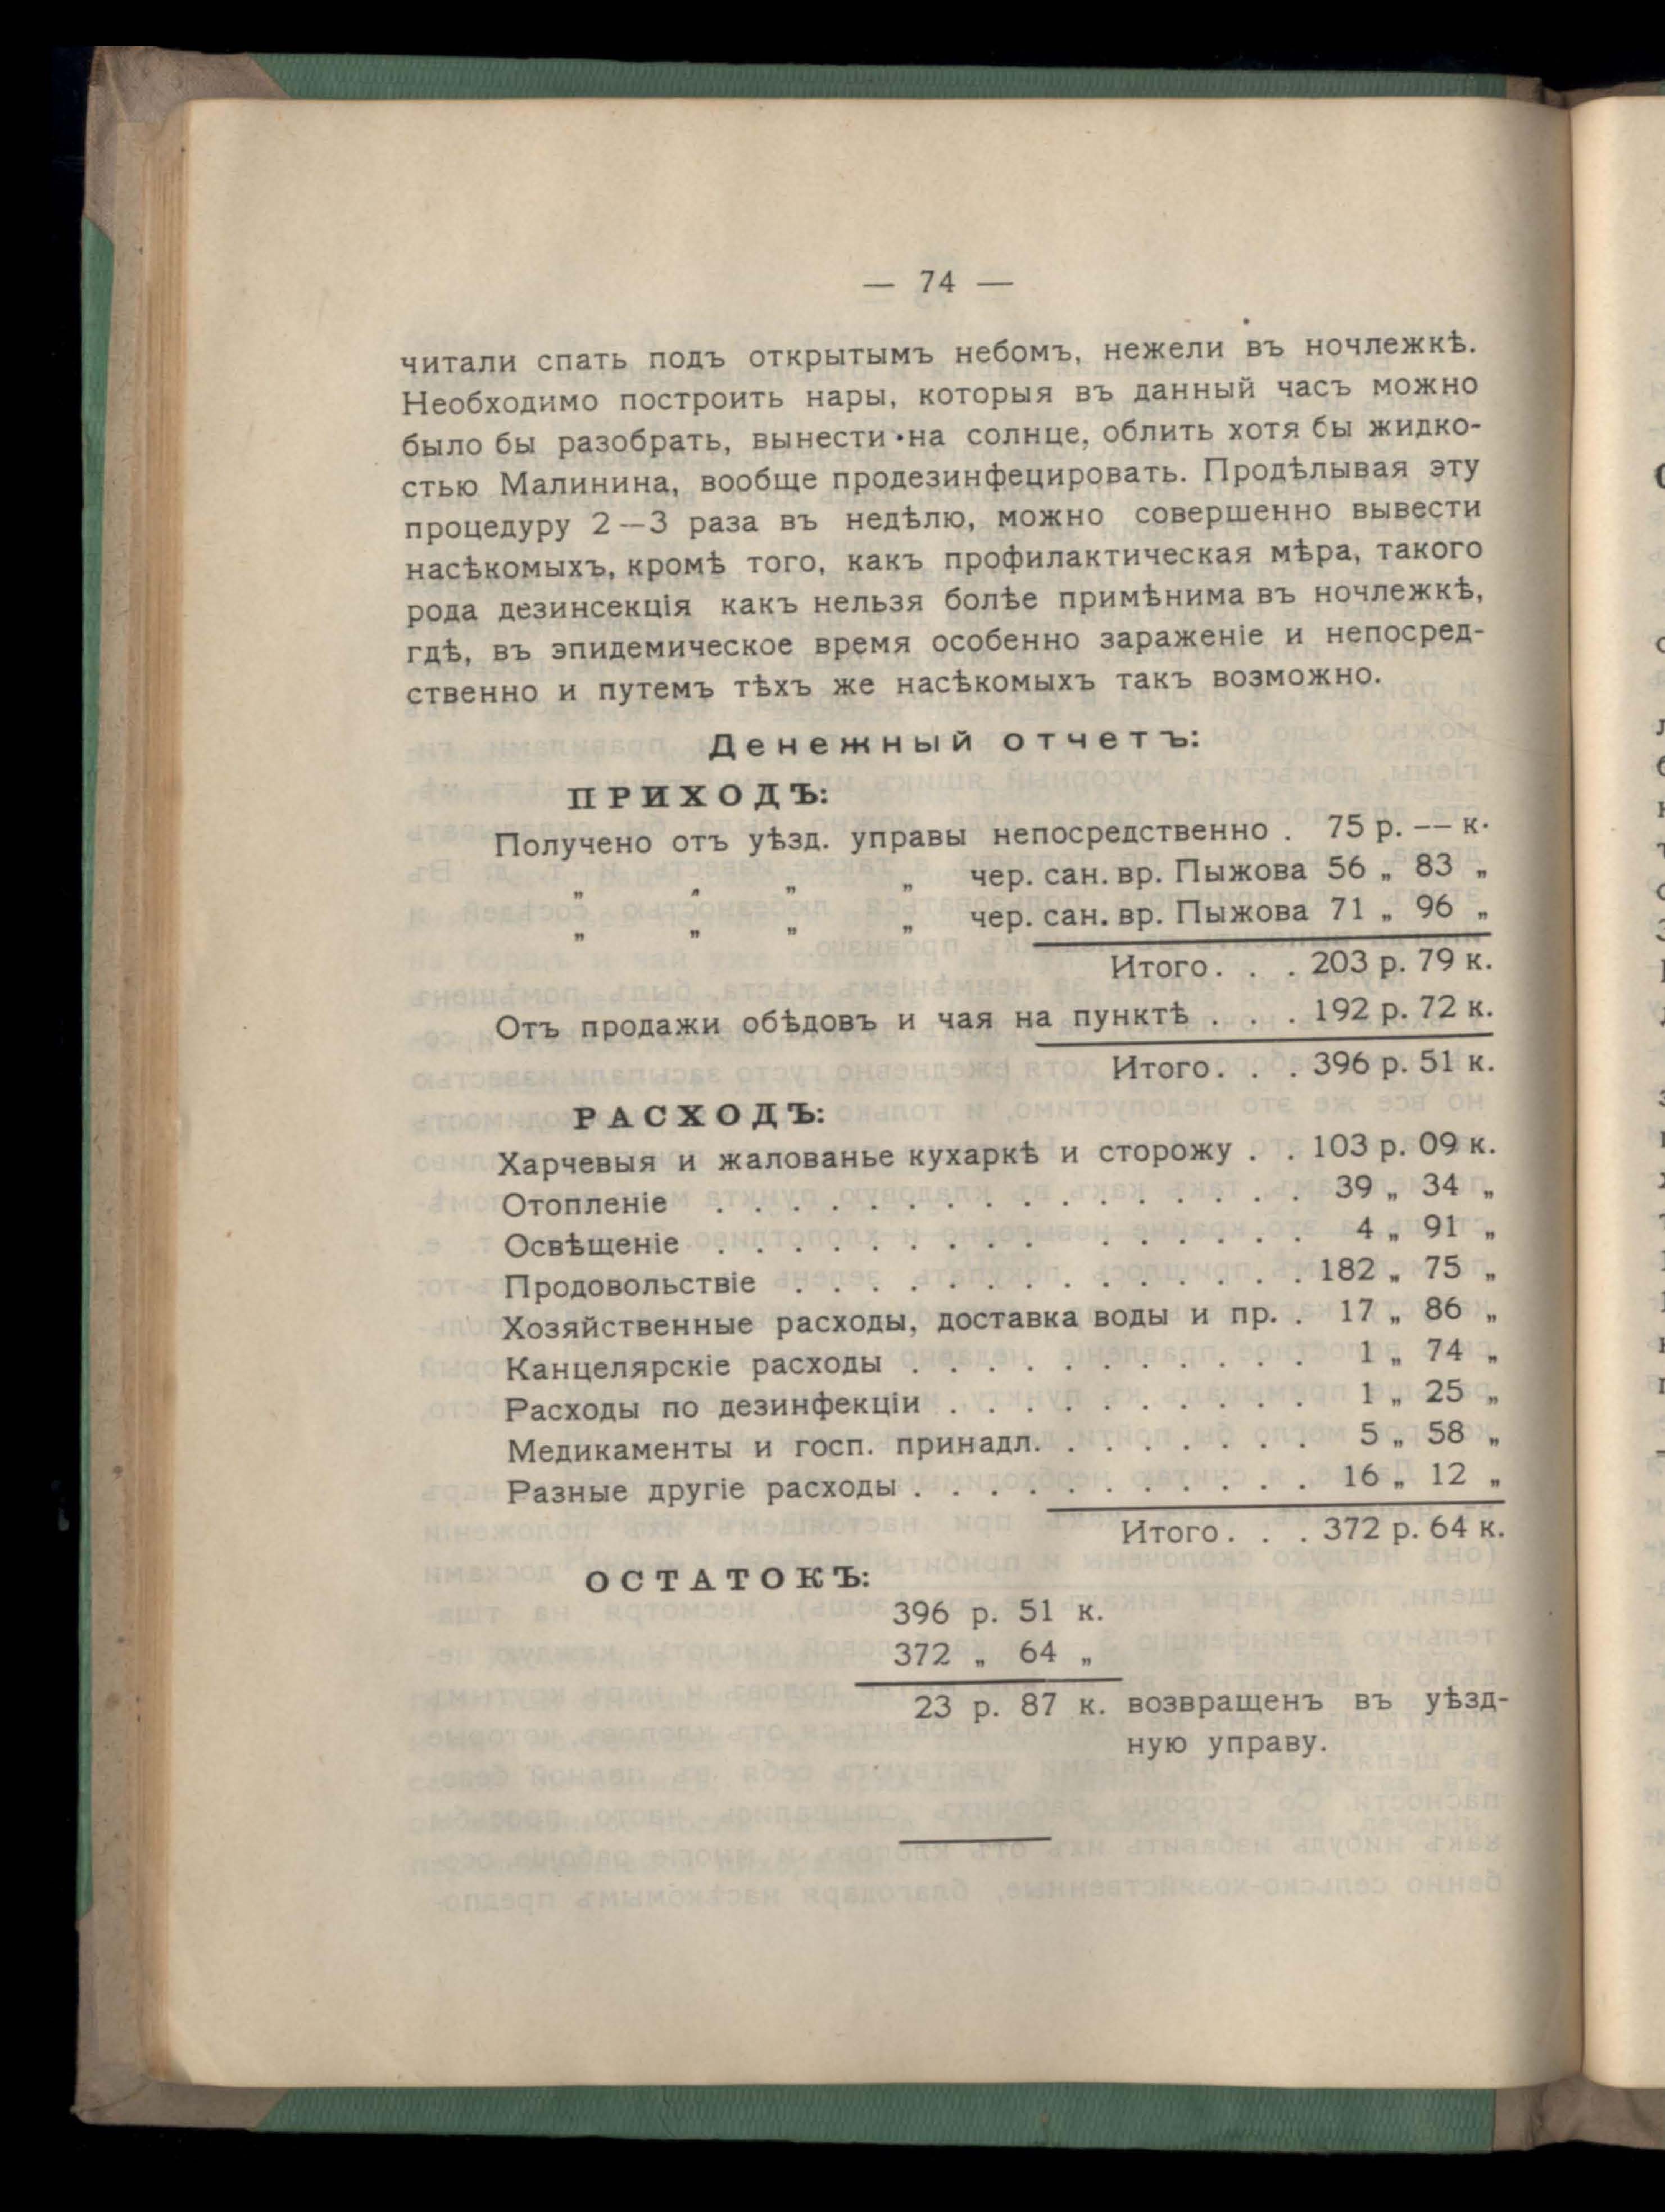 — 74 —
читали спать подъ открытымъ небомъ, нежели въ ночлежкѣ.
Необходимо построить нары, которыя въ данный часъ можно
было бы разобрать, вынести на солнце, облить хотя бы жидко-
стью Малинина, вообще продезинфецировать. Продѣлывая эту
процедуру 2—3 раза въ недѣлю, можно совершенно вывести
насѣкомыхъ, кромѣ того, какъ профилактическая мѣра, такого
рода дезинсекція какъ нельзя болѣе примѣнима въ ночлежкѣ,
гдѣ, въ эпидемическое время особенно зараженіе и непосред-
ственно и путемъ тѣхъ же насѣкомыхъ такъ возможно.
Денежный отчетъ:
ПРИХОДЪ:
Получено отъ уѣзд. управы непосредственно . 75 р. –– к.
„ „ „ „ чер. сан. вр. Пыжова 56 „ 83 „
„ „ „ „ чер. сан. вр. Пыжова 71 „ 96 „
Итого. . . 203 р. 79 к.
Отъ продажи обѣдовъ и чая на пунктѣ . . . 192 р. 72 к.
Итого. . . 396 р. 51 к.
РАСХОДЪ:
Харчевыя и жалованье кухаркѣ и сторожу . . 103 р. 09 к.
Отопленіе . . . . . . . . . . . . . . . . 39 „ 34 „
Освѣщеніе . . . . . . . . . . . . . . . 4 „ 91 „
Продовольствіе . . . . . . . . . . . . . . 182 „ 75 „
Хозяйственные расходы, доставка воды и пр. . 17 „ 86 „
Канцелярскіе расходы . . . . . . . . . . . 1 „ 74 „
Расходы по дезинфекціи . . . . . . . . . . 1 „ 25 „
Медикаменты и госп. принадл. . . . . . . . 5 „ 58 „
Разные другіе расходы . . . . . . . . . . . 16 „ 12 „
Итого. . . 372 р. 64 к.
ОСТАТОКЪ:
396 р. 51 к.
372 „ 64 „
23 р. 87 к. возвращенъ въ уѣзд-
ную управу.